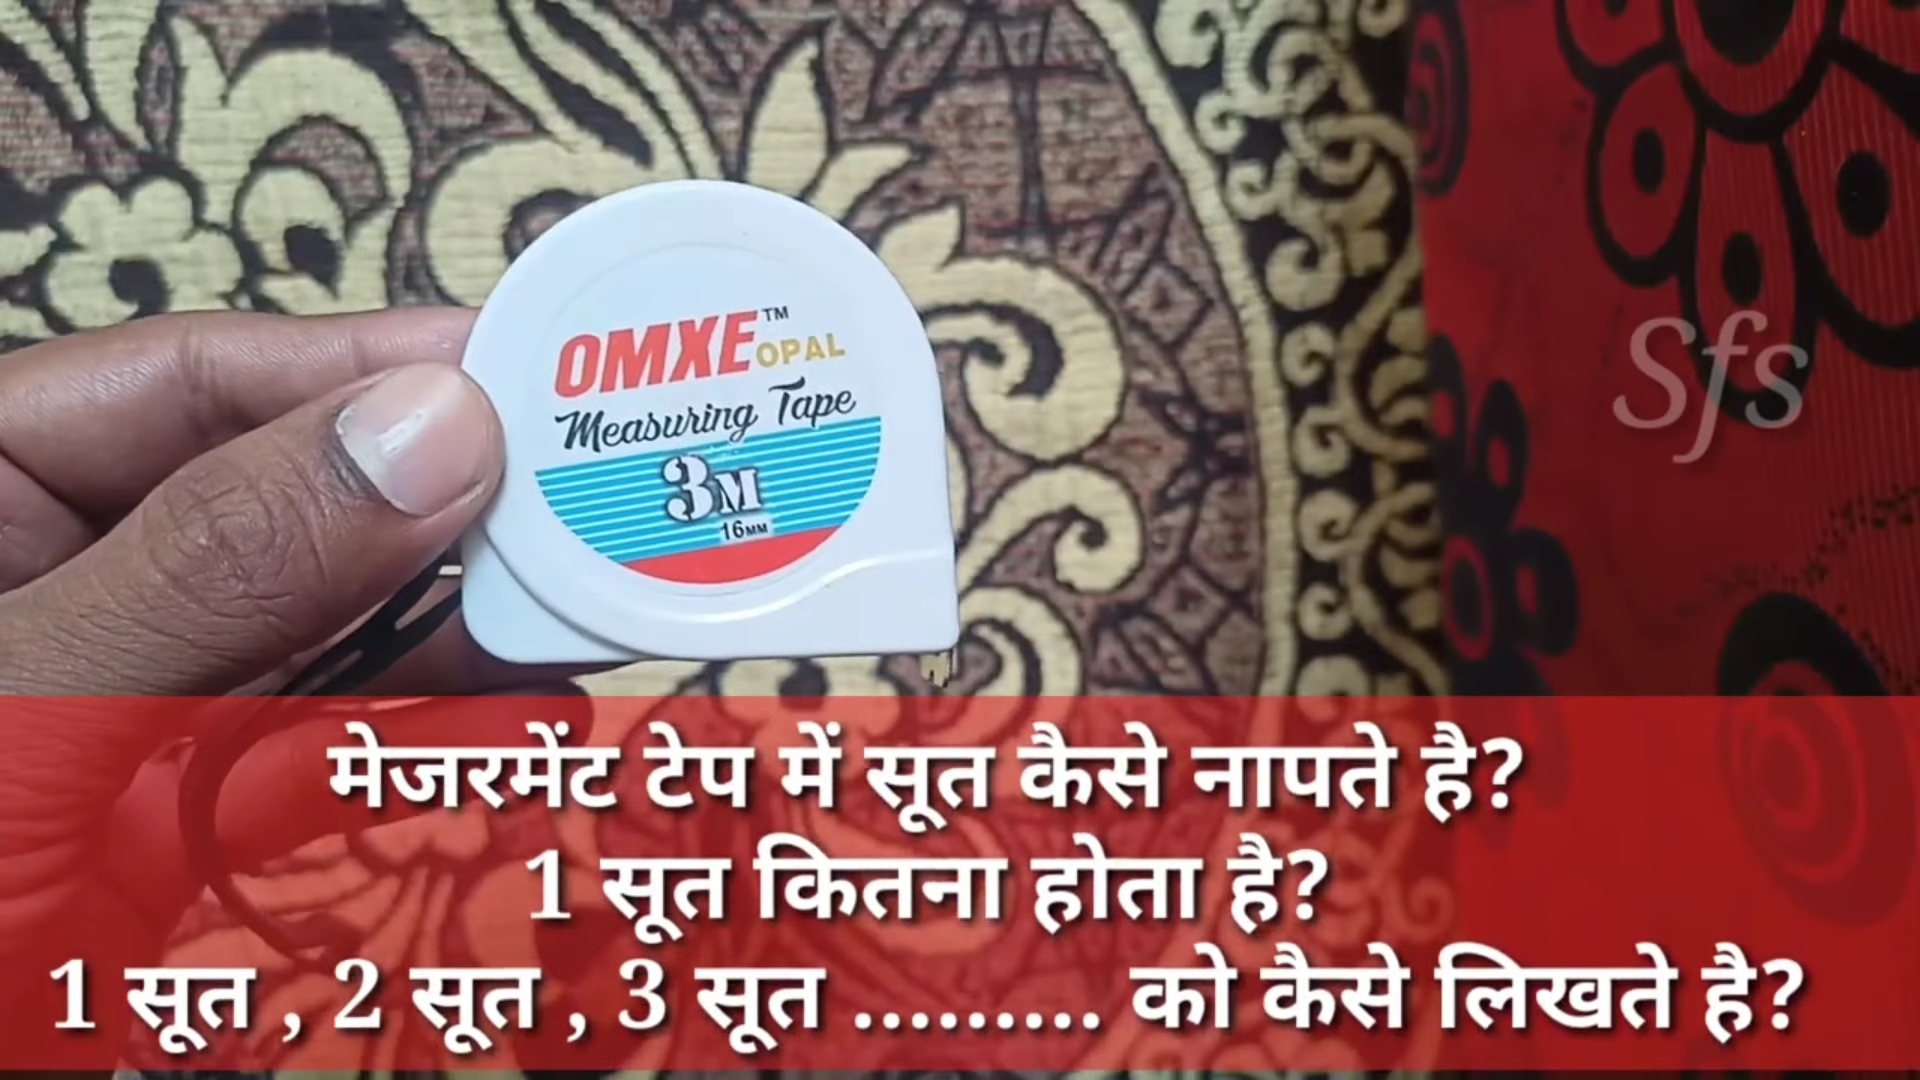 OMXE™ OPAL
Measuring Tape
3M
16MM
Sfs
मेजरमेंट टेप में सूत कैसे नापते है?
1 सूत कितना होता है?
1 सूत , 2 सूत , 3 सूत ......... को कैसे लिखते है?